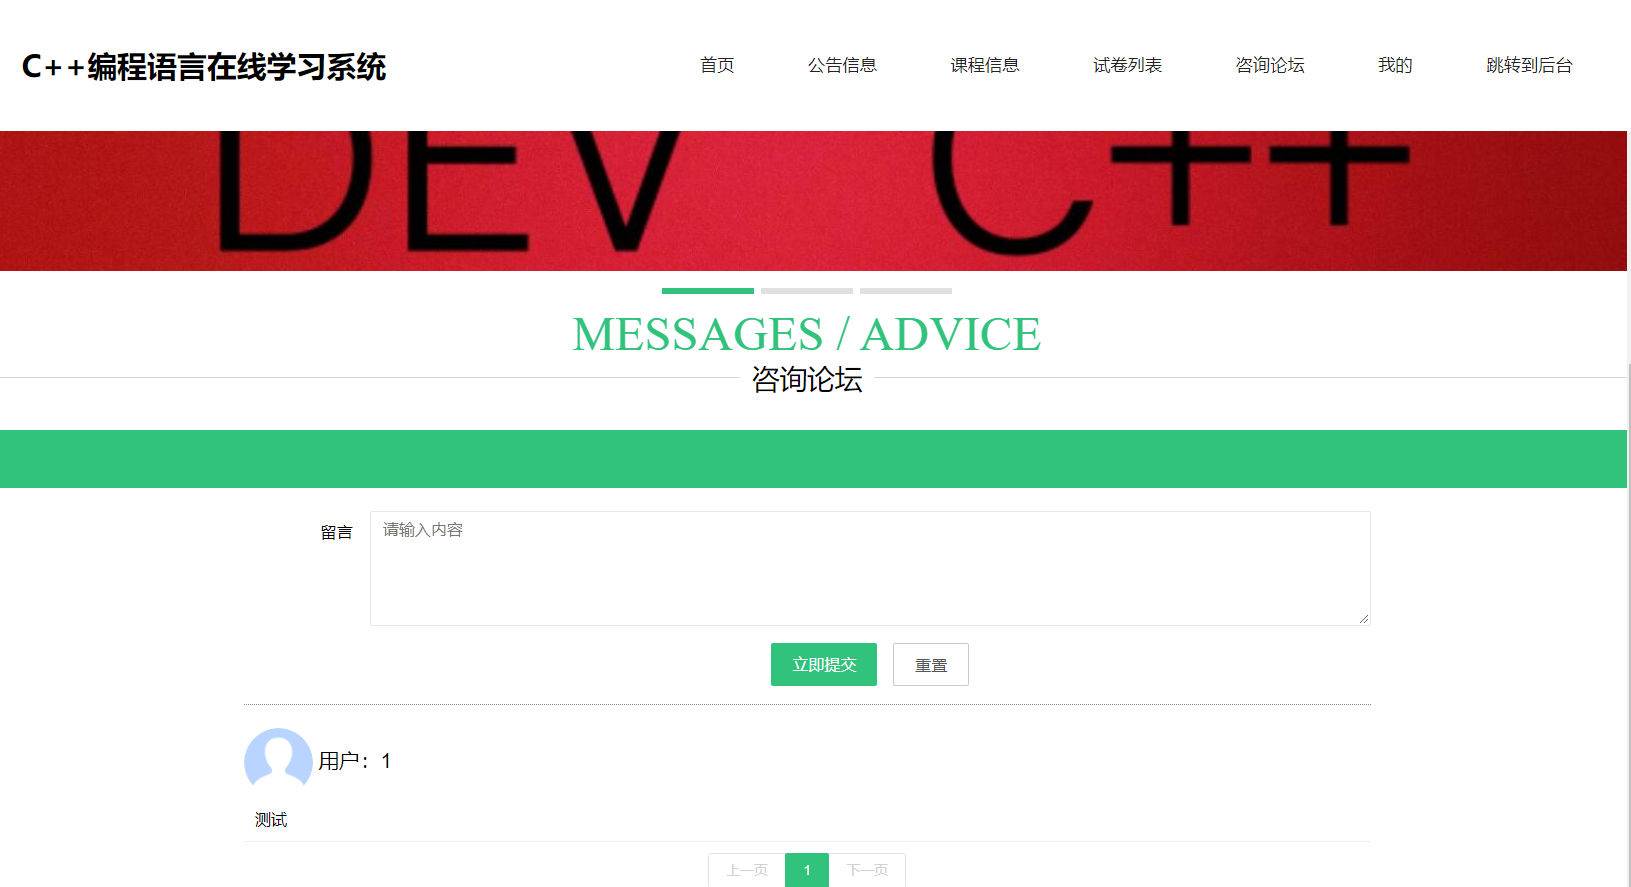 C++编程语言在线学习系统
首页 公告信息 课程信息 试卷列表 咨询论坛 我的 跳转到后台
DEV C++
MESSAGES / ADVICE
咨询论坛
留言 请输入内容
立即提交 重置
用户：1
测试
上一页 1 下一页